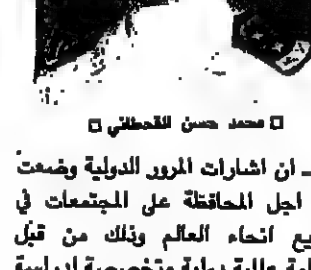 □ محمد حسن القحطاني □
ـ ان اشارات المرور الدولية وضعت
اجل المحافظة على المجتمعات في
يع انحاء العالم وذلك من قبل